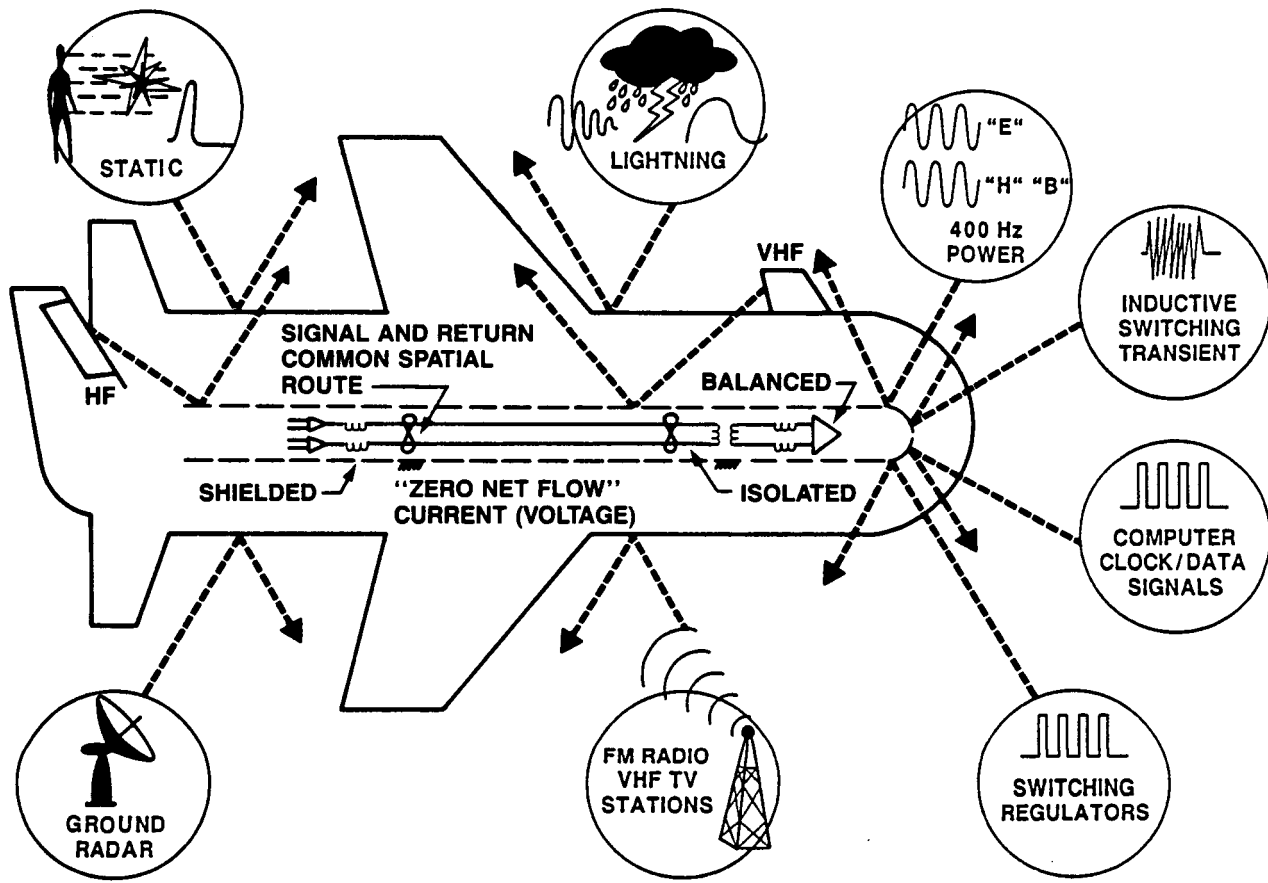 STATIC
LIGHTNING
"E"
"H" "B"
400 Hz
POWER
VHF
INDUCTIVE
SWITCHING
TRANSIENT
HF
SIGNAL AND RETURN
COMMON SPATIAL
ROUTE
BALANCED
SHIELDED
"ZERO NET FLOW"
CURRENT (VOLTAGE)
ISOLATED
COMPUTER
CLOCK/DATA
SIGNALS
GROUND
RADAR
FM RADIO
VHF TV
STATIONS
SWITCHING
REGULATORS